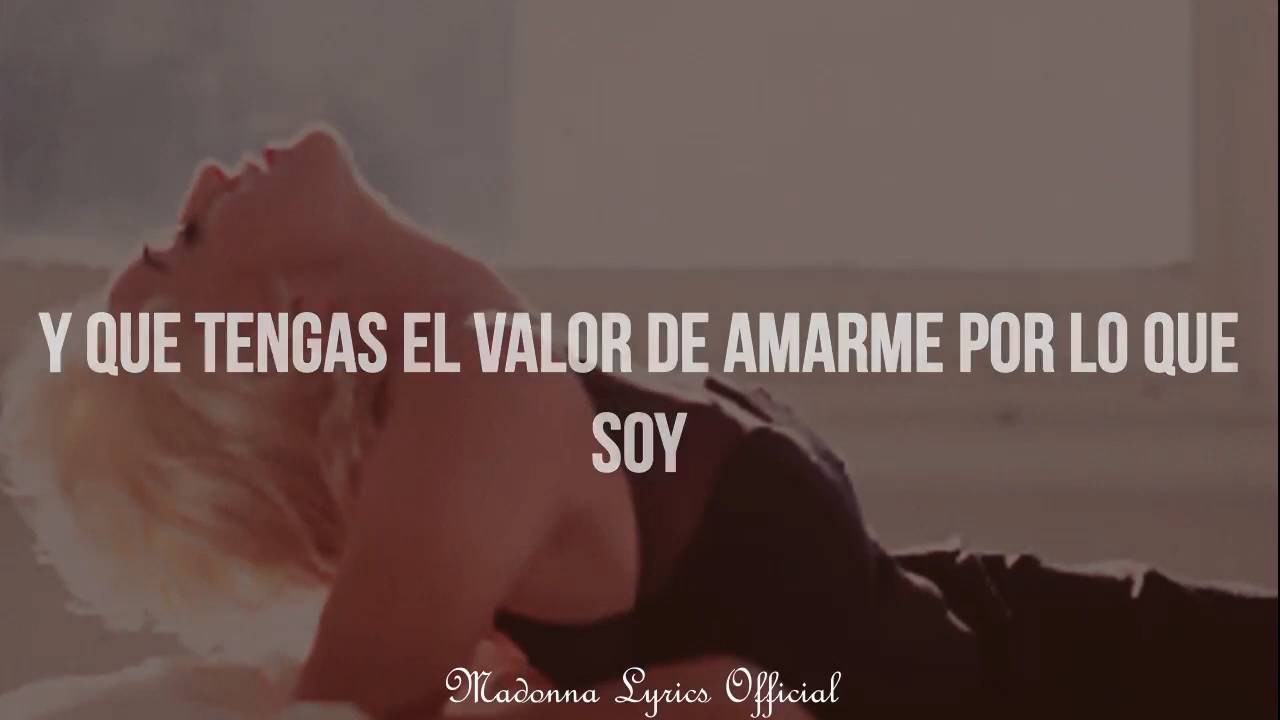 Y QUE TENGAS EL VALOR DE AMARME POR LO QUE
SOY
Madonna Lyrics Official